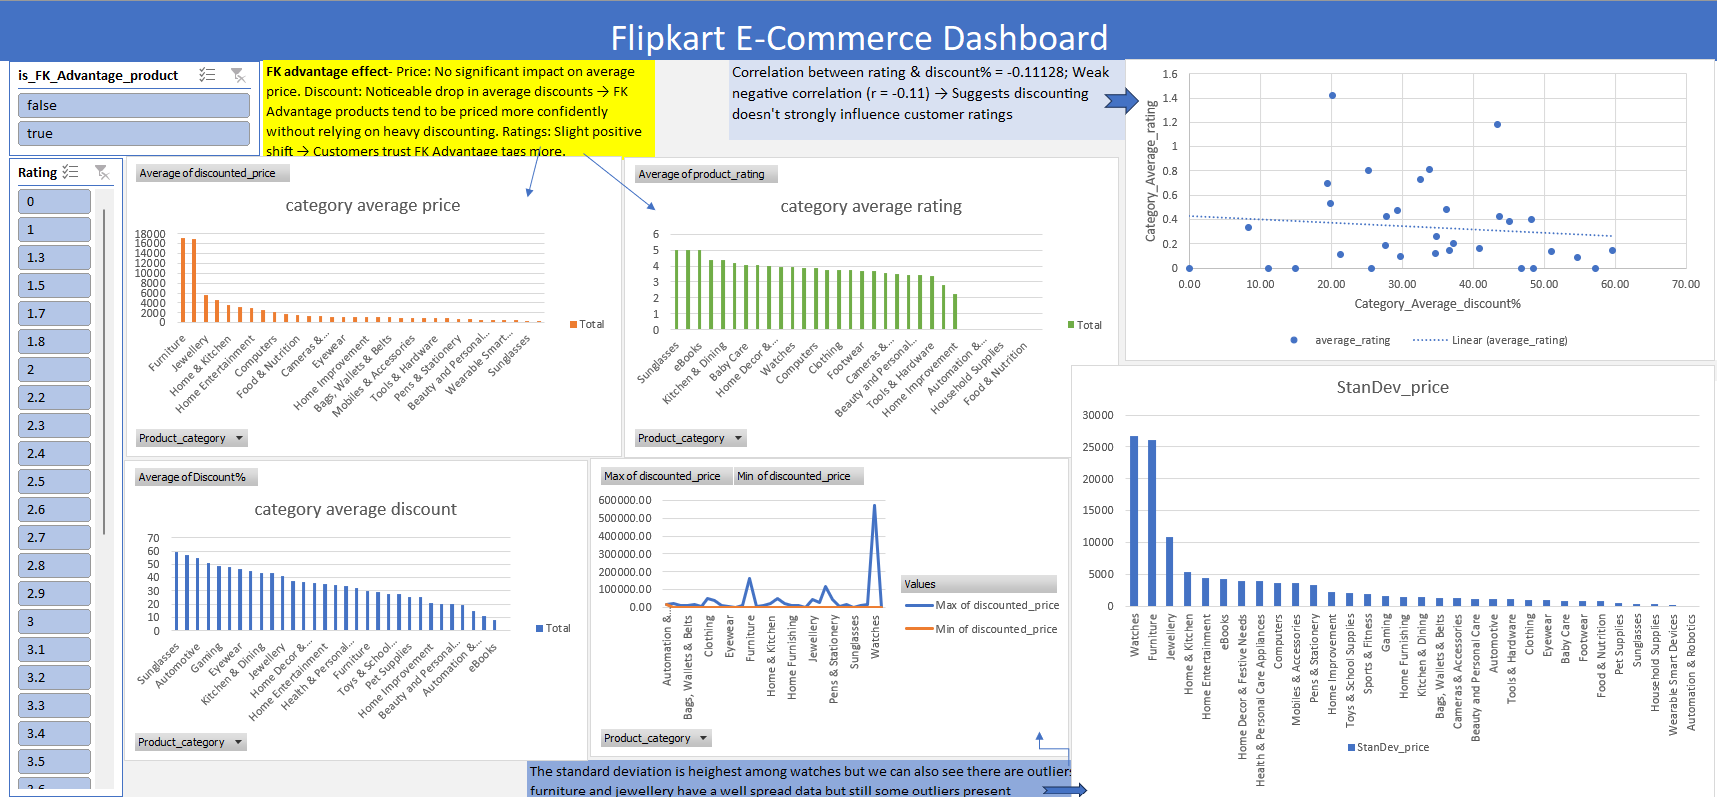 Flipkart E-Commerce Dashboard
is_FK_Advantage_product
false
true
FK advantage effect- Price: No significant impact on average
price. Discount: Noticeable drop in average discounts → FK
Advantage products tend to be priced more confidently
without relying on heavy discounting. Ratings: Slight positive
shift → Customers trust FK Advantage tags more.
Correlation between rating & discount% = -0.11128; Weak
negative correlation (r = -0.11) → Suggests discounting
doesn't strongly influence customer ratings
Rating
0
1
1.3
1.5
1.7
1.8
2
2.2
2.3
2.4
2.5
2.6
2.7
2.8
2.9
3
3.1
3.2
3.3
3.4
3.5
3.6
Average of discounted_price
category average price
18000
16000
14000
12000
10000
8000
6000
4000
2000
0
Furniture
Jewellery
Home & Kitchen
Home Entertainment
Computers
Food & Nutrition
Cameras &...
Eyewear
Home Improvement
Bags, Wallets & Belts
Mobiles & Accessories
Tools & Hardware
Pens & Stationery
Beauty and Personal...
Wearable Smart...
Sunglasses
Total
Product_category
Average of product_rating
category average rating
6
5
4
3
2
1
0
Sunglasses
eBooks
Kitchen & Dining
Baby Care
Home Decor &...
Watches
Computers
Clothing
Footwear
Cameras &...
Beauty and Personal...
Tools & Hardware
Home Improvement
Automation &...
Household Supplies
Food & Nutrition
Total
Product_category
1.6
1.4
1.2
1
0.8
0.6
0.4
0.2
0
Category_Average_rating
0.00 10.00 20.00 30.00 40.00 50.00 60.00 70.00
Category_Average_discount%
average_rating
Linear (average_rating)
Average of Discount%
category average discount
70
60
50
40
30
20
10
0
Sunglasses
Automotive
Gaming
Eyewear
Kitchen & Dining
Jewellery
Home Decor &...
Home Entertainment
Health & Personal...
Furniture
Toys & School...
Pet Supplies
Home Improvement
Beauty and Personal...
Automation &...
eBooks
Total
Product_category
Max of discounted_price
Min of discounted_price
600000.00
500000.00
400000.00
300000.00
200000.00
100000.00
0.00
Automation &...
Bags, Wallets & Belts
Clothing
Eyewear
Furniture
Home & Kitchen
Home Furnishing
Jewellery
Pens & Stationery
Sunglasses
Watches
Values
Max of discounted_price
Min of discounted_price
Product_category
StanDev_price
30000
25000
20000
15000
10000
5000
0
Watches
Furniture
Jewellery
Home & Kitchen
Home Entertainment
eBooks
Home Decor & Festive Needs
Health & Personal Care Appliances
Computers
Mobiles & Accessories
Pens & Stationery
Home Improvement
Toys & School Supplies
Sports & Fitness
Gaming
Home Furnishing
Kitchen & Dining
Bags, Wallets & Belts
Cameras & Accessories
Beauty and Personal Care
Automotive
Tools & Hardware
Clothing
Eyewear
Baby Care
Footwear
Food & Nutrition
Pet Supplies
Sunglasses
Household Supplies
Wearable Smart Devices
Automation & Robotics
StanDev_price
The standard deviation is heighest among watches but we can also see there are outliers
furniture and jewellery have a well spread data but still some outliers present